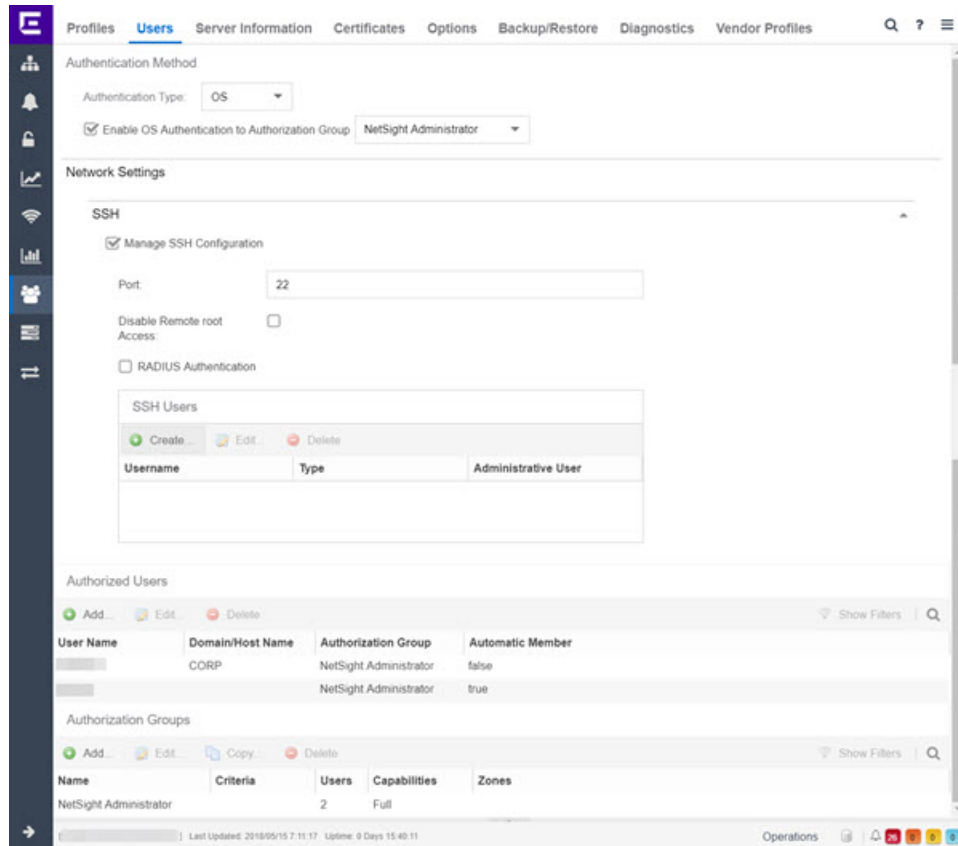 Profiles Users Server Information Certificates Options Backup/Restore Diagnostics Vendor Profiles ?
Authentication Method
Authentication Type: OS
Enable OS Authentication to Authorization Group NetSight Administrator
Network Settings
SSH
Manage SSH Configuration
Port: 22
Disable Remote root
Access:
RADIUS Authentication
SSH Users
Create... Edit... Delete
Username Type Administrative User
Authorized Users
Add... Edit... Delete Show Filters
User Name Domain/Host Name Authorization Group Automatic Member
CORP NetSight Administrator false
NetSight Administrator true
Authorization Groups
Add... Edit... Copy... Delete Show Filters
Name Criteria Users Capabilities Zones
NetSight Administrator 2 Full
[ ] Last Updated: 2018/05/15 7:11:17 Uptime: 0 Days 15:40:11 Operations 26 0 0 0